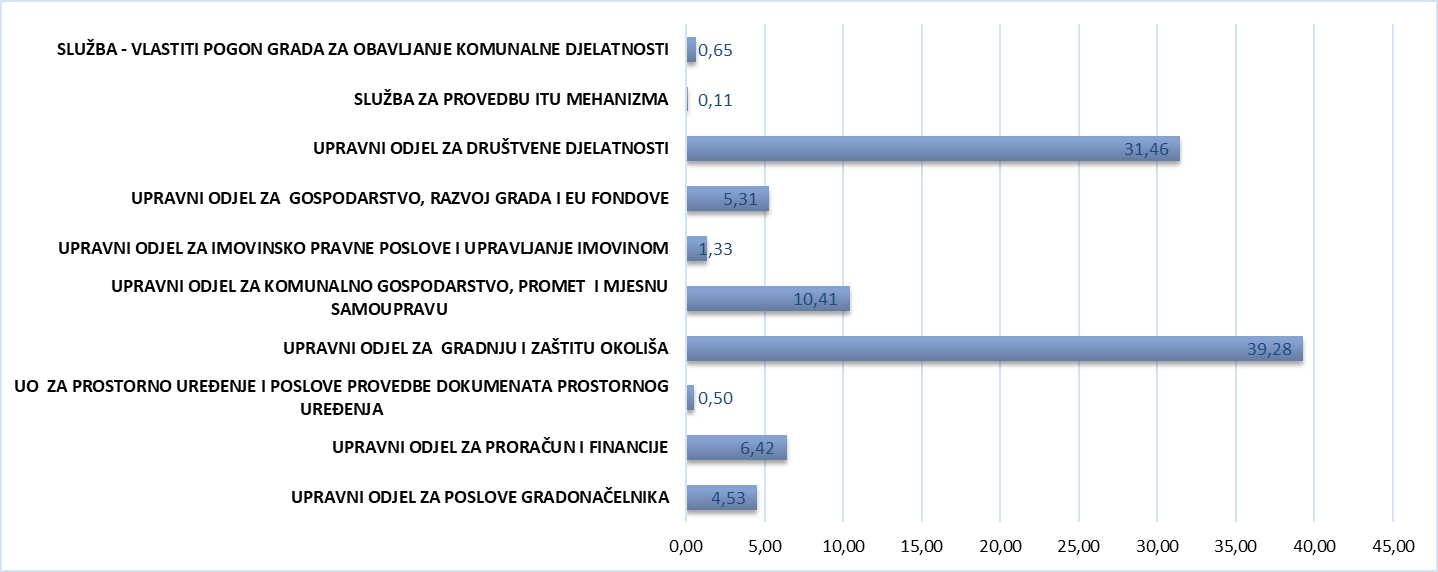 SLUŽBA - VLASTITI POGON GRADA ZA OBAVLJANJE KOMUNALNE DJELATNOSTI
0,65
SLUŽBA ZA PROVEDBU ITU MEHANIZMA
0,11
UPRAVNI ODJEL ZA DRUŠTVENE DJELATNOSTI
31,46
UPRAVNI ODJEL ZA  GOSPODARSTVO, RAZVOJ GRADA I EU FONDOVE
5,31
UPRAVNI ODJEL ZA IMOVINSKO PRAVNE POSLOVE I UPRAVLJANJE IMOVINOM
1,33
UPRAVNI ODJEL ZA KOMUNALNO GOSPODARSTVO, PROMET  I MJESNU
SAMOUPRAVU
10,41
UPRAVNI ODJEL ZA  GRADNJU I ZAŠTITU OKOLIŠA
39,28
UO  ZA PROSTORNO UREĐENJE I POSLOVE PROVEDBE DOKUMENATA PROSTORNOG
UREĐENJA
0,50
UPRAVNI ODJEL ZA PRORAČUN I FINANCIJE
6,42
UPRAVNI ODJEL ZA POSLOVE GRADONAČELNIKA
4,53
0,00 5,00 10,00 15,00 20,00 25,00 30,00 35,00 40,00 45,00